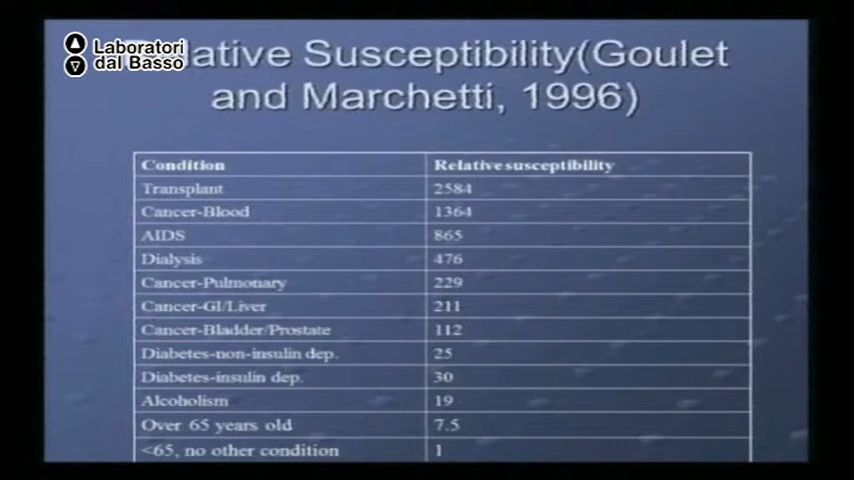 Laboratori
dal Basso
lative Susceptibility(Goulet
and Marchetti, 1996)
Condition Relative susceptibility
Transplant 2584
Cancer-Blood 1364
AIDS 865
Dialysis 476
Cancer-Pulmonary 229
Cancer-GI/Liver 211
Cancer-Bladder/Prostate 112
Diabetes-non-insulin dep. 25
Diabetes-insulin dep. 30
Alcoholism 19
Over 65 years old 7.5
<65, no other condition 1